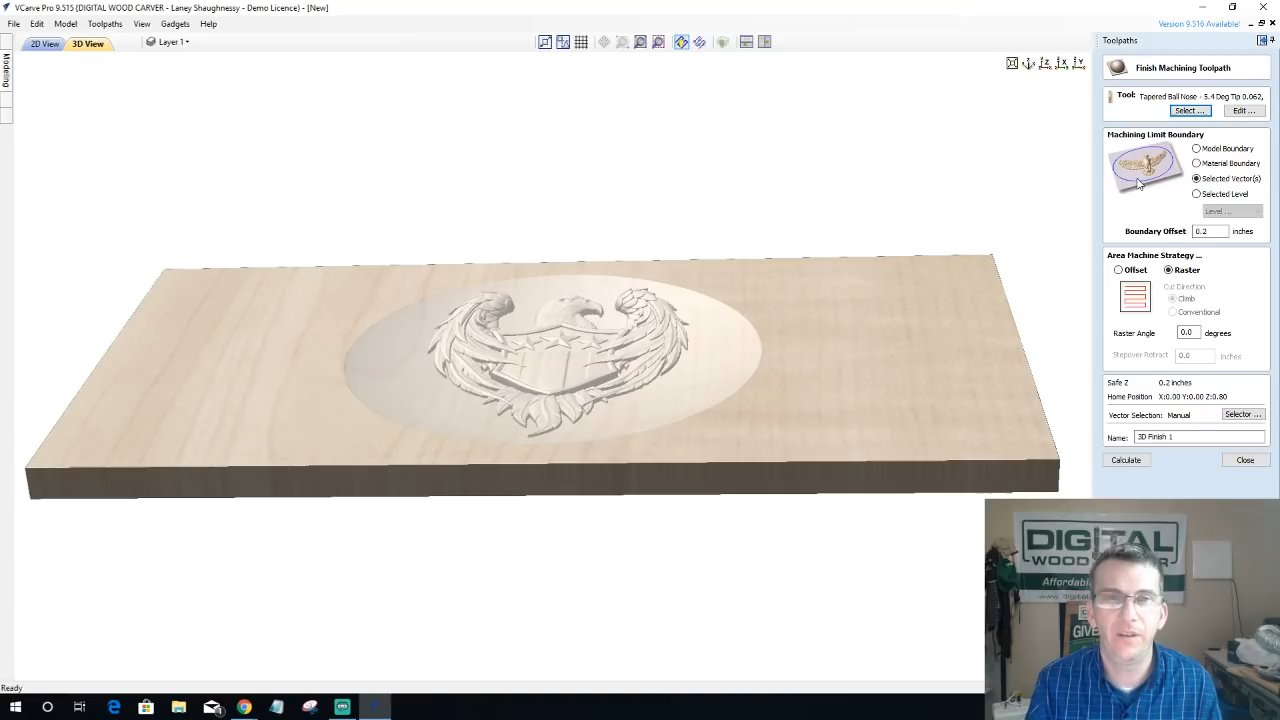 VCarve Pro 9.515 {DIGITAL WOOD CARVER - Laney Shaughnessy - Demo Licence} - [New]
File Edit Model Toolpaths View Gadgets Help
Version 9.516 Available!
2D View 3D View Layer 1
Modeling
Toolpaths
Finish Machining Toolpath
Tool: Tapered Ball Nose - 5.4 Deg Tip 0.062,
Select ... Edit ...
Machining Limit Boundary
Model Boundary
Material Boundary
Selected Vector(s)
Selected Level
Level ...
Boundary Offset 0.2 inches
Area Machine Strategy ...
Offset Raster
Cut Direction
Climb
Conventional
Raster Angle 0.0 degrees
Stepover Retract 0.0 inches
Safe Z 0.2 inches
Home Position X:0.00 Y:0.00 Z:0.80
Vector Selection: Manual Selector ...
Name: 3D Finish 1
Calculate Close
DIGITAL
WOOD
Affordab
www.digital
GIVE
Ready